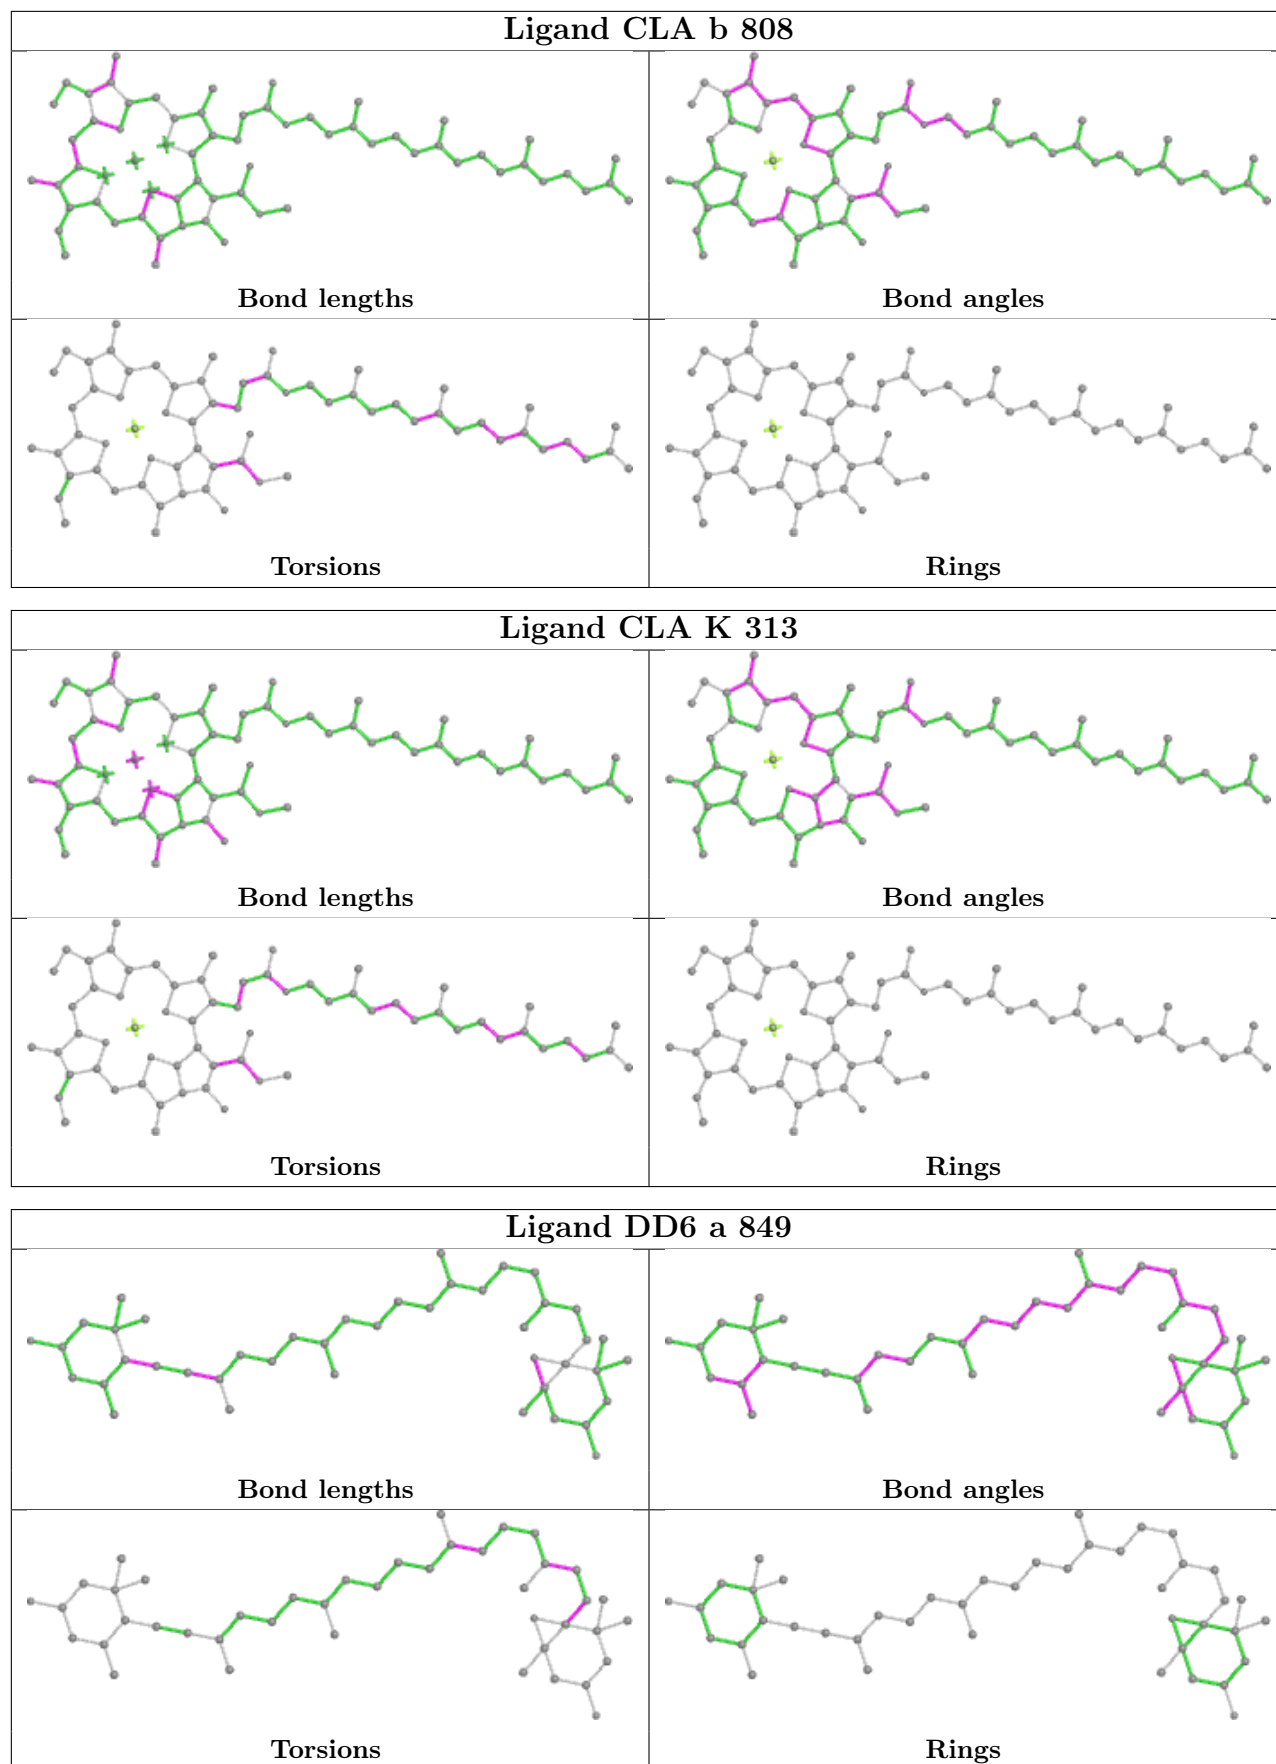 Ligand CLA b 808
Bond lengths
Bond angles
Torsions
Rings
Ligand CLA K 313
Bond lengths
Bond angles
Torsions
Rings
Ligand DD6 a 849
Bond lengths
Bond angles
Torsions
Rings